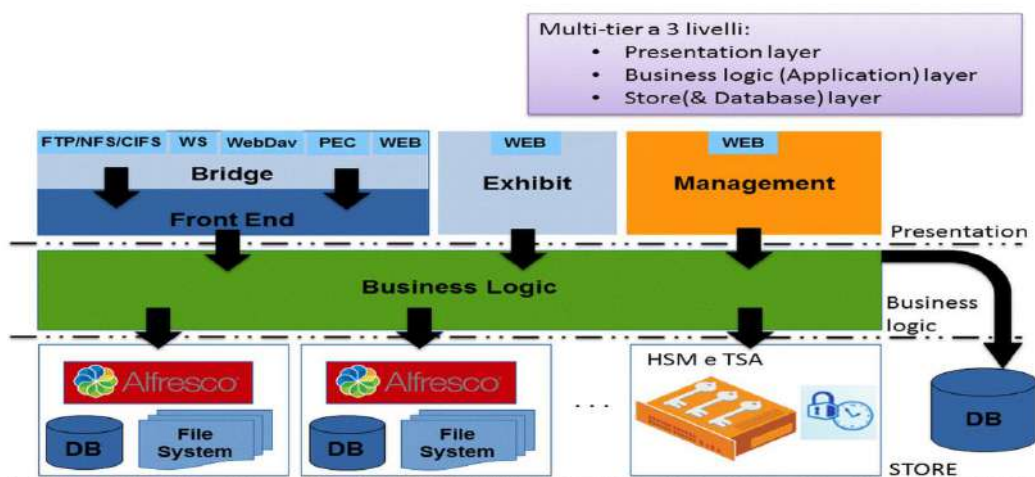 Multi-tier a 3 livelli:
• Presentation layer
• Business logic (Application) layer
• Store(& Database) layer
FTP/NFS/CIFS WS WebDav PEC WEB
Bridge
Front End
WEB
Exhibit
WEB
Management
Presentation
Business Logic
Business
logic
Alfresco
DB
File
System
Alfresco
DB
File
System
...
HSM e TSA
DB
STORE